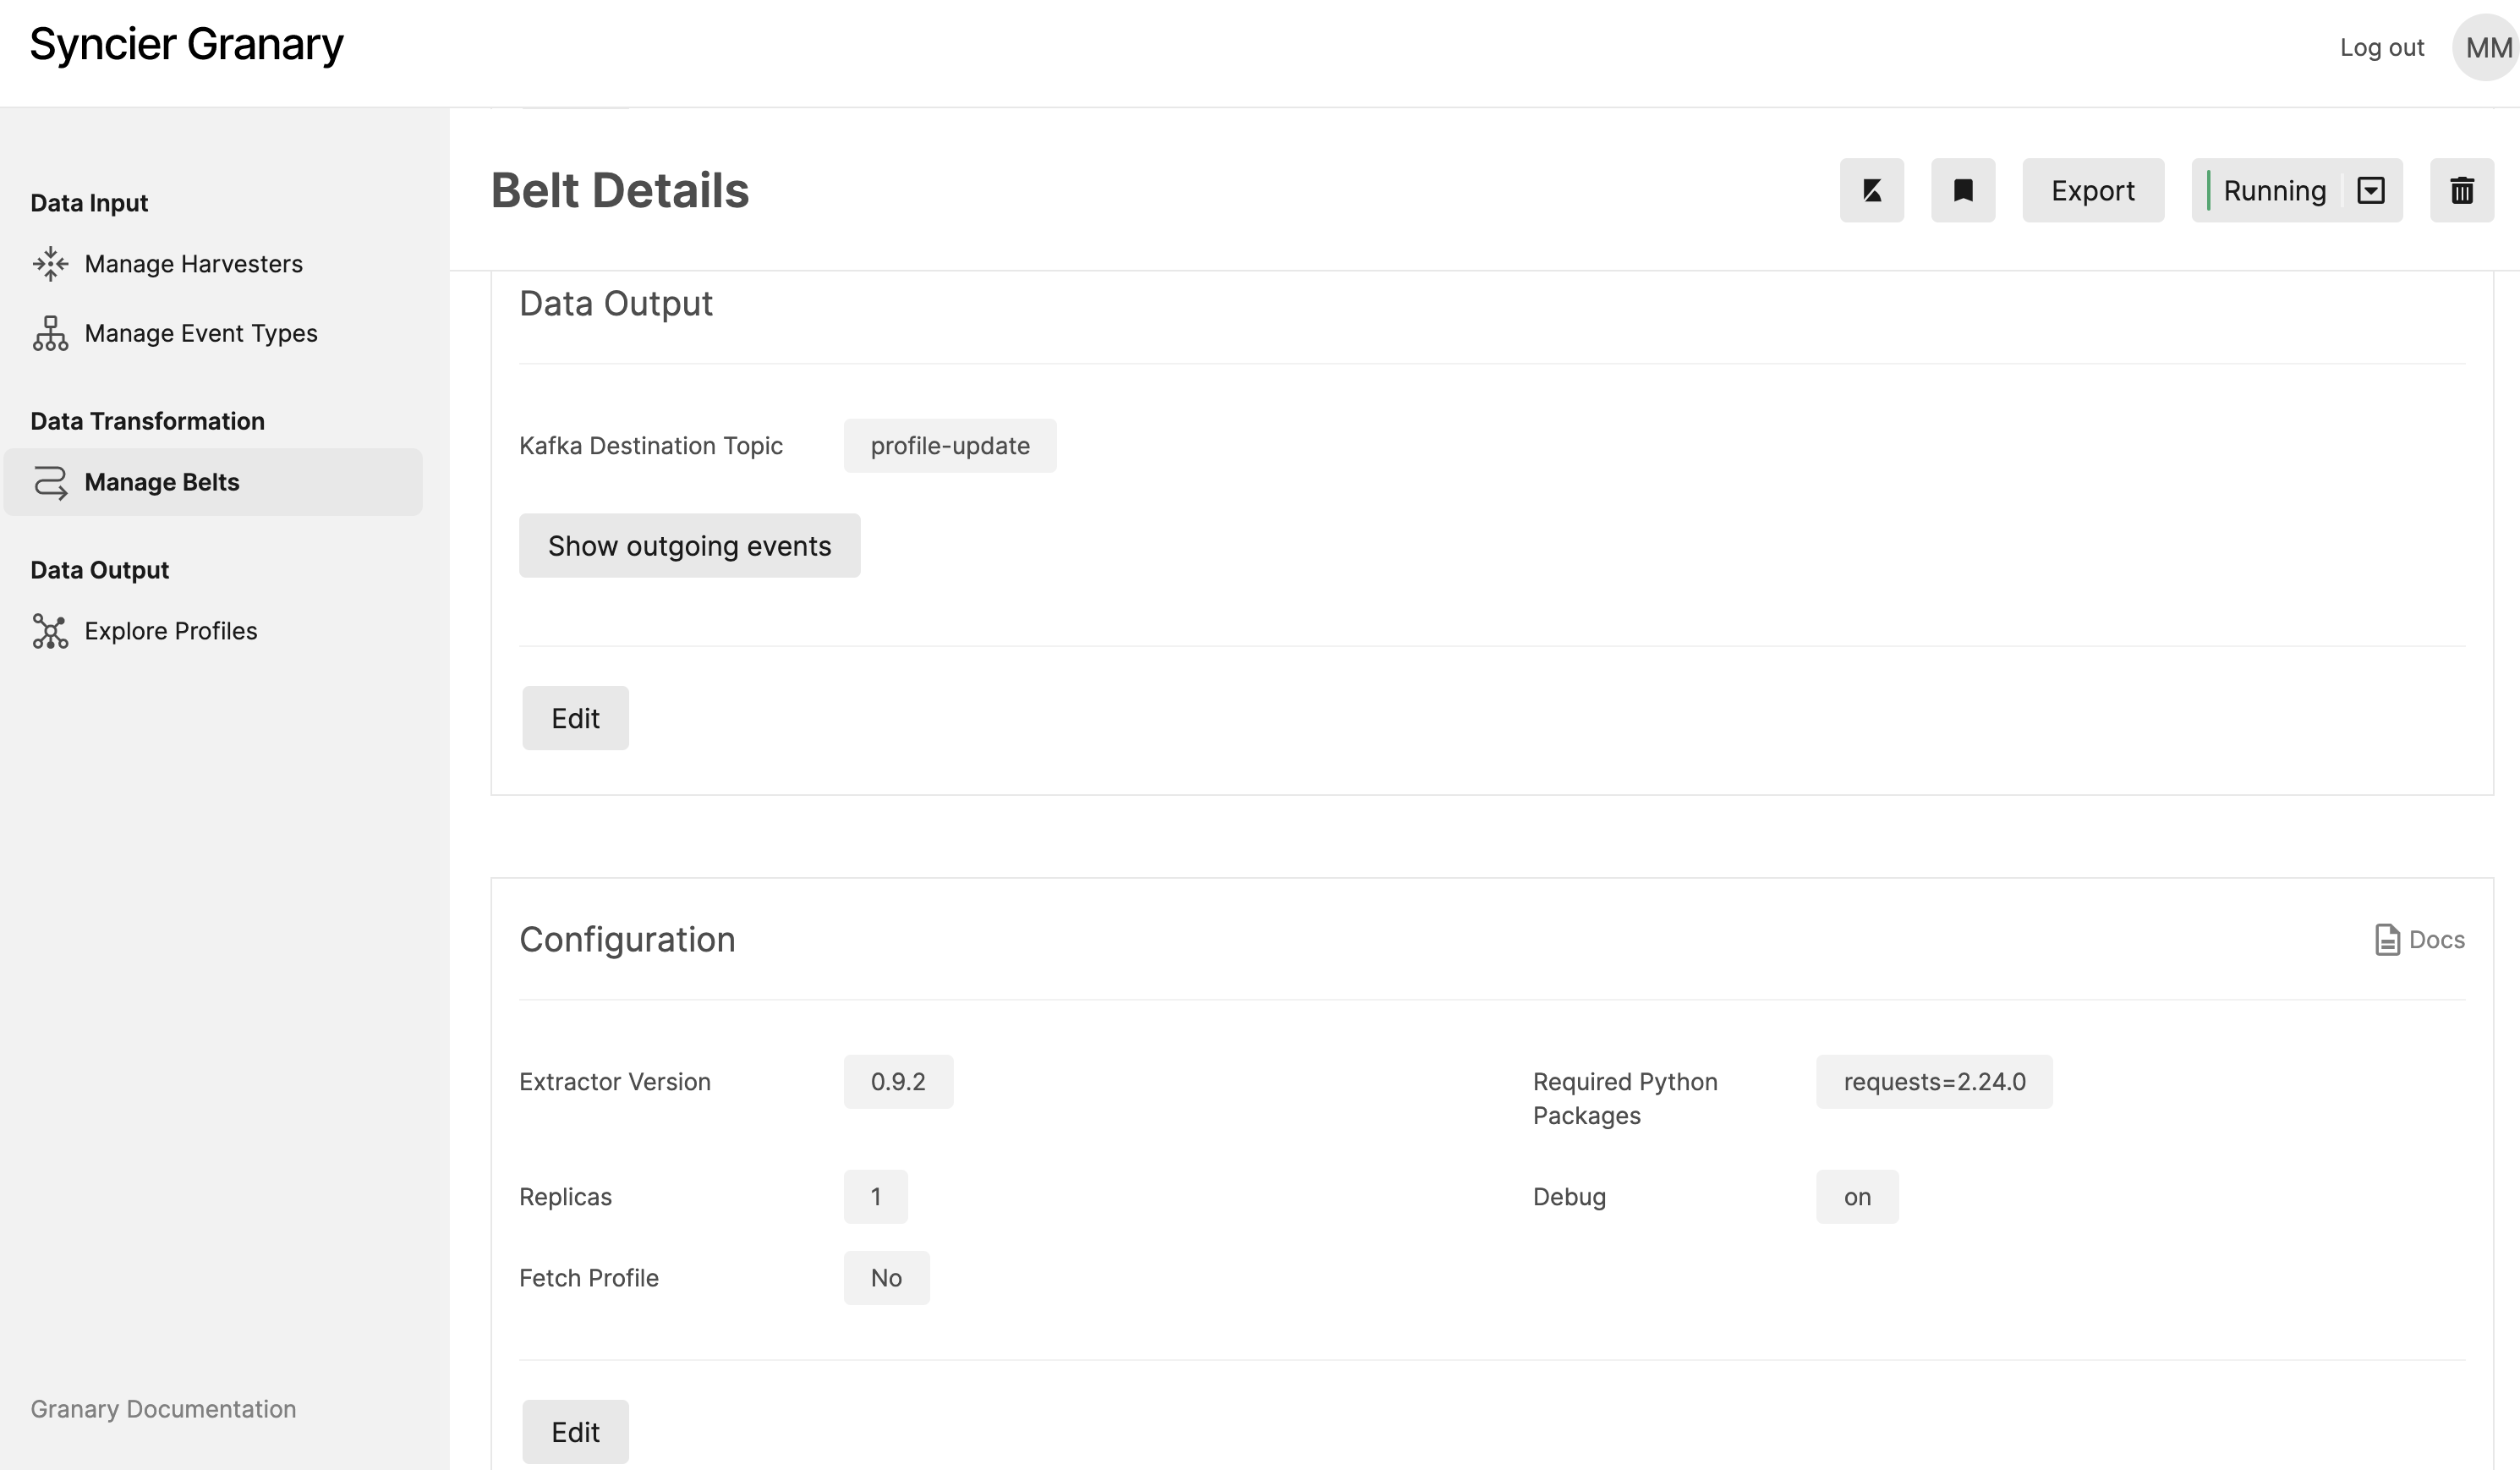 Syncier Granary
Log out
MM
Data Input
Manage Harvesters
Manage Event Types
Data Transformation
Manage Belts
Data Output
Explore Profiles
Granary Documentation
Belt Details
Export
Running
Data Output
Kafka Destination Topic
profile-update
Show outgoing events
Edit
Configuration
Docs
Extractor Version
0.9.2
Required Python
Packages
requests=2.24.0
Replicas
1
Debug
on
Fetch Profile
No
Edit